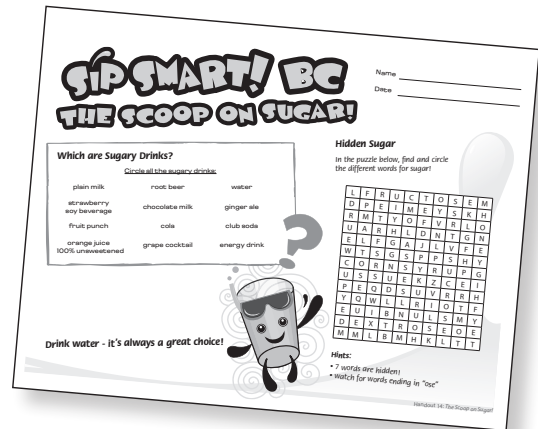 SIP SMART! BC
THE SCOOP ON SUGAR!
Name
Date
Which are Sugary Drinks?
Circle all the sugary drinks:
plain milk root beer water
strawberry soy beverage chocolate milk ginger ale
fruit punch cola club soda
orange juice 100% unsweetened grape cocktail energy drink
Drink water - it's always a great choice!
?
Hidden Sugar
In the puzzle below, find and circle
the different words for sugar!
L F R U C T O S E M
D P E I M E Y S K H
R M T Y O F V R L O
U A R H L D N T G N
E L F G A J L V F E
W T S G S P P S H Y
C O R N S Y R U P G
U S S U E K Z C E I
P E Q D S U V R R H
Y Q W L L R I O T F
E U I B N U L S M Y
D E X T R O S E O E
M M L B M H K L T T
Hints:
• 7 words are hidden!
• watch for words ending in "ose"
Handout 14: The Scoop on Sugar!